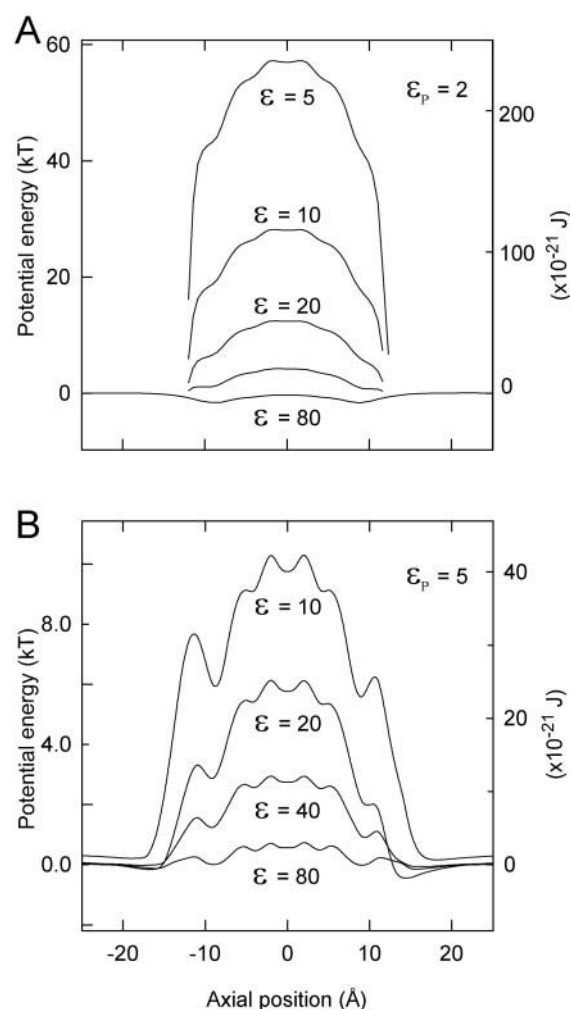 A
60
40
20
0
Potential energy (kT)
ε = 5
ε = 10
ε = 20
ε = 80
εP = 2
200
100
0
(x10-21 J)
B
8.0
4.0
0.0
Potential energy (kT)
ε = 10
ε = 20
ε = 40
ε = 80
εP = 5
40
20
0
(x10-21 J)
-20 -10 0 10 20
Axial position (Å)